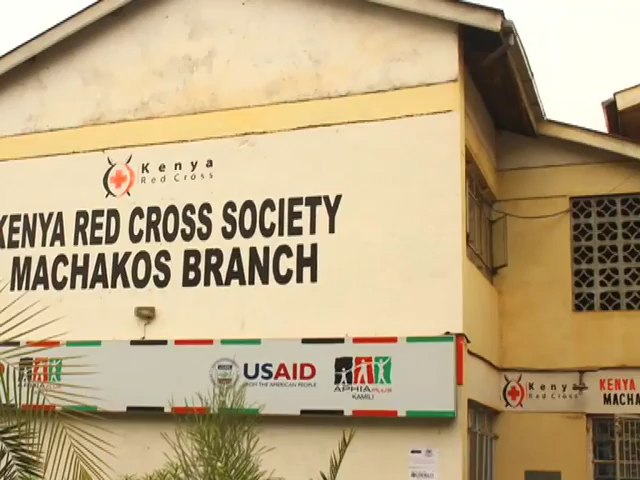 Kenya
Red Cross
KENYA RED CROSS SOCIETY
MACHAKOS BRANCH
APHIA
USAID
FROM THE AMERICAN PEOPLE
APHIAPLUS
KAMILI
Kenya
Red Cross
KENYA
MACHA